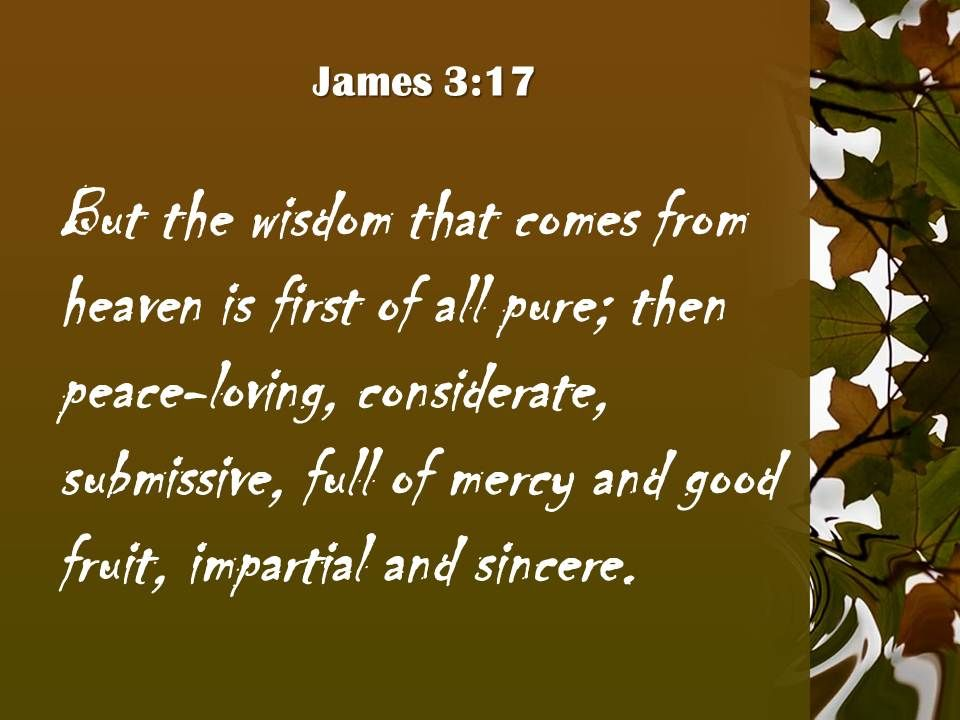 James 3:17
But the wisdom that comes from
heaven is first of all pure; then
peace-loving, considerate,
submissive, full of mercy and good
fruit, impartial and sincere.